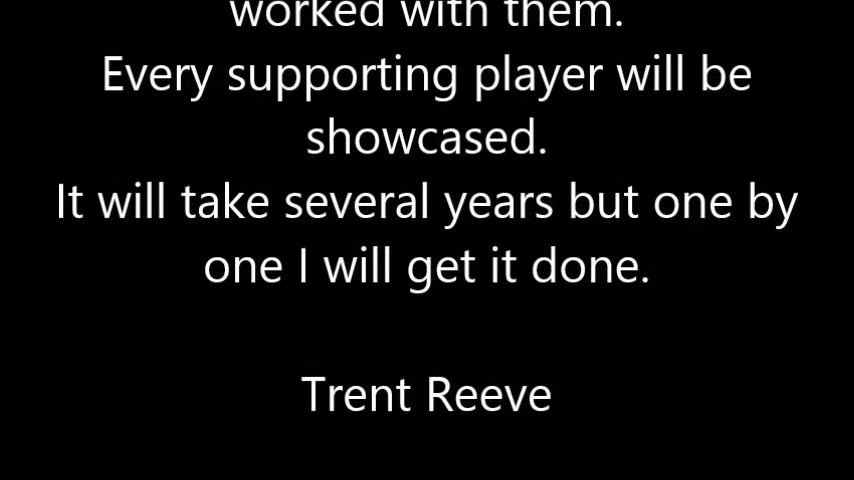 worked with them.
Every supporting player will be
showcased.
It will take several years but one by
one I will get it done.
Trent Reeve